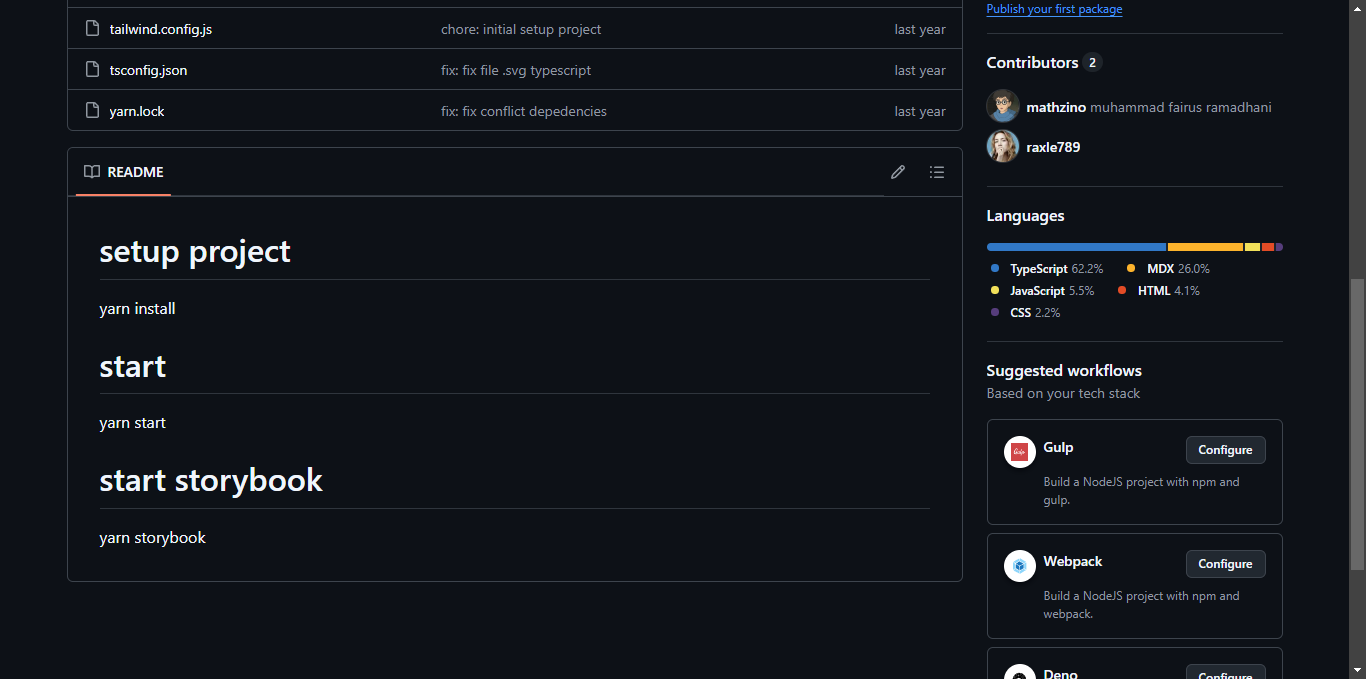 Publish your first package
tailwind.config.js chore: initial setup project last year
tsconfig.json fix: fix file .svg typescript last year
yarn.lock fix: fix conflict depedencies last year
README
setup project
yarn install
start
yarn start
start storybook
yarn storybook
Contributors 2
mathzino muhammad fairus ramadhani
raxle789
Languages
TypeScript 62.2% MDX 26.0%
JavaScript 5.5% HTML 4.1%
CSS 2.2%
Suggested workflows
Based on your tech stack
Gulp Configure
Build a NodeJS project with npm and
gulp.
Webpack Configure
Build a NodeJS project with npm and
webpack.
Deno Configure